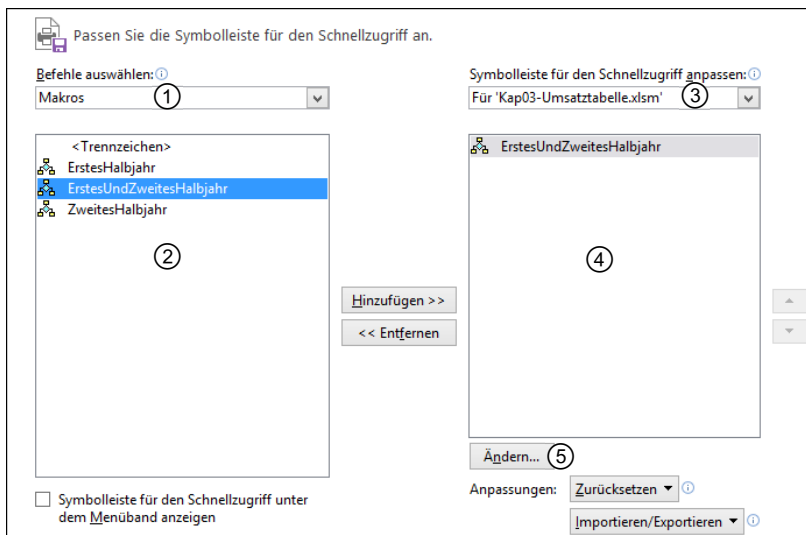 Passen Sie die Symbolleiste für den Schnellzugriff an.
Befehle auswählen:
Makros ①
Symbolleiste für den Schnellzugriff anpassen:
Für 'Kap03-Umsatztabelle.xlsm' ③
<Trennzeichen>
ErstesHalbjahr
ErstesUndZweitesHalbjahr
ZweitesHalbjahr
②
ErstesUndZweitesHalbjahr
④
Hinzufügen >>
<< Entfernen
Ändern... ⑤
Symbolleiste für den Schnellzugriff unter
dem Menüband anzeigen
Anpassungen: Zurücksetzen
Importieren/Exportieren